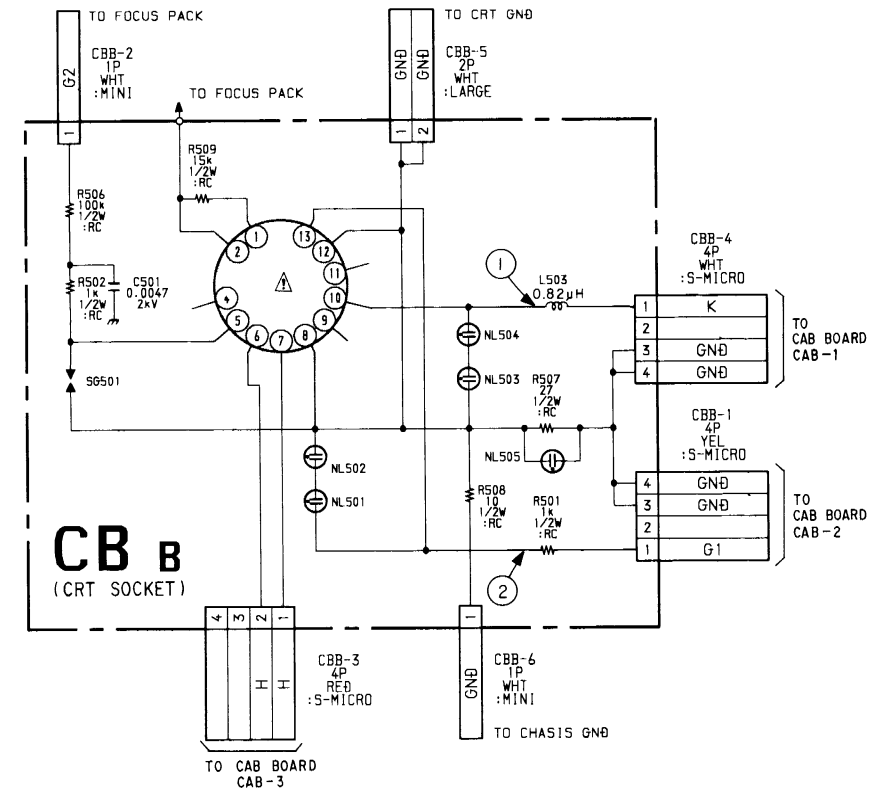 TO FOCUS PACK
G2
1
CBB-2
1P
WHT
:MINI
TO FOCUS PACK
TO CRT GND
GND
GND
1
2
CBB-5
2P
WHT
:LARGE
R509
15k
1/2W
:RC
R506
100k
1/2W
:RC
R502
1k
1/2W
:RC
C501
0.0047
2kV
SG501
1
2
4
5
6
7
8
9
10
11
12
13
1
L503
0.82µH
NL504
NL503
R507
27
1/2W
:RC
NL505
NL502
NL501
R508
10
1/2W
:RC
R501
1k
1/2W
:RC
2
CBB-4
4P
WHT
:S-MICRO
1 K
2
3 GND
4 GND
TO
CAB BOARD
CAB-1
CBB-1
4P
YEL
:S-MICRO
4 GND
3 GND
2
1 G1
TO
CAB BOARD
CAB-2
CB B
(CRT SOCKET)
4 3 2 1
H H
CBB-3
4P
RED
:S-MICRO
TO CAB BOARD
CAB-3
1
GND
CBB-6
1P
WHT
:MINI
TO CHASIS GND